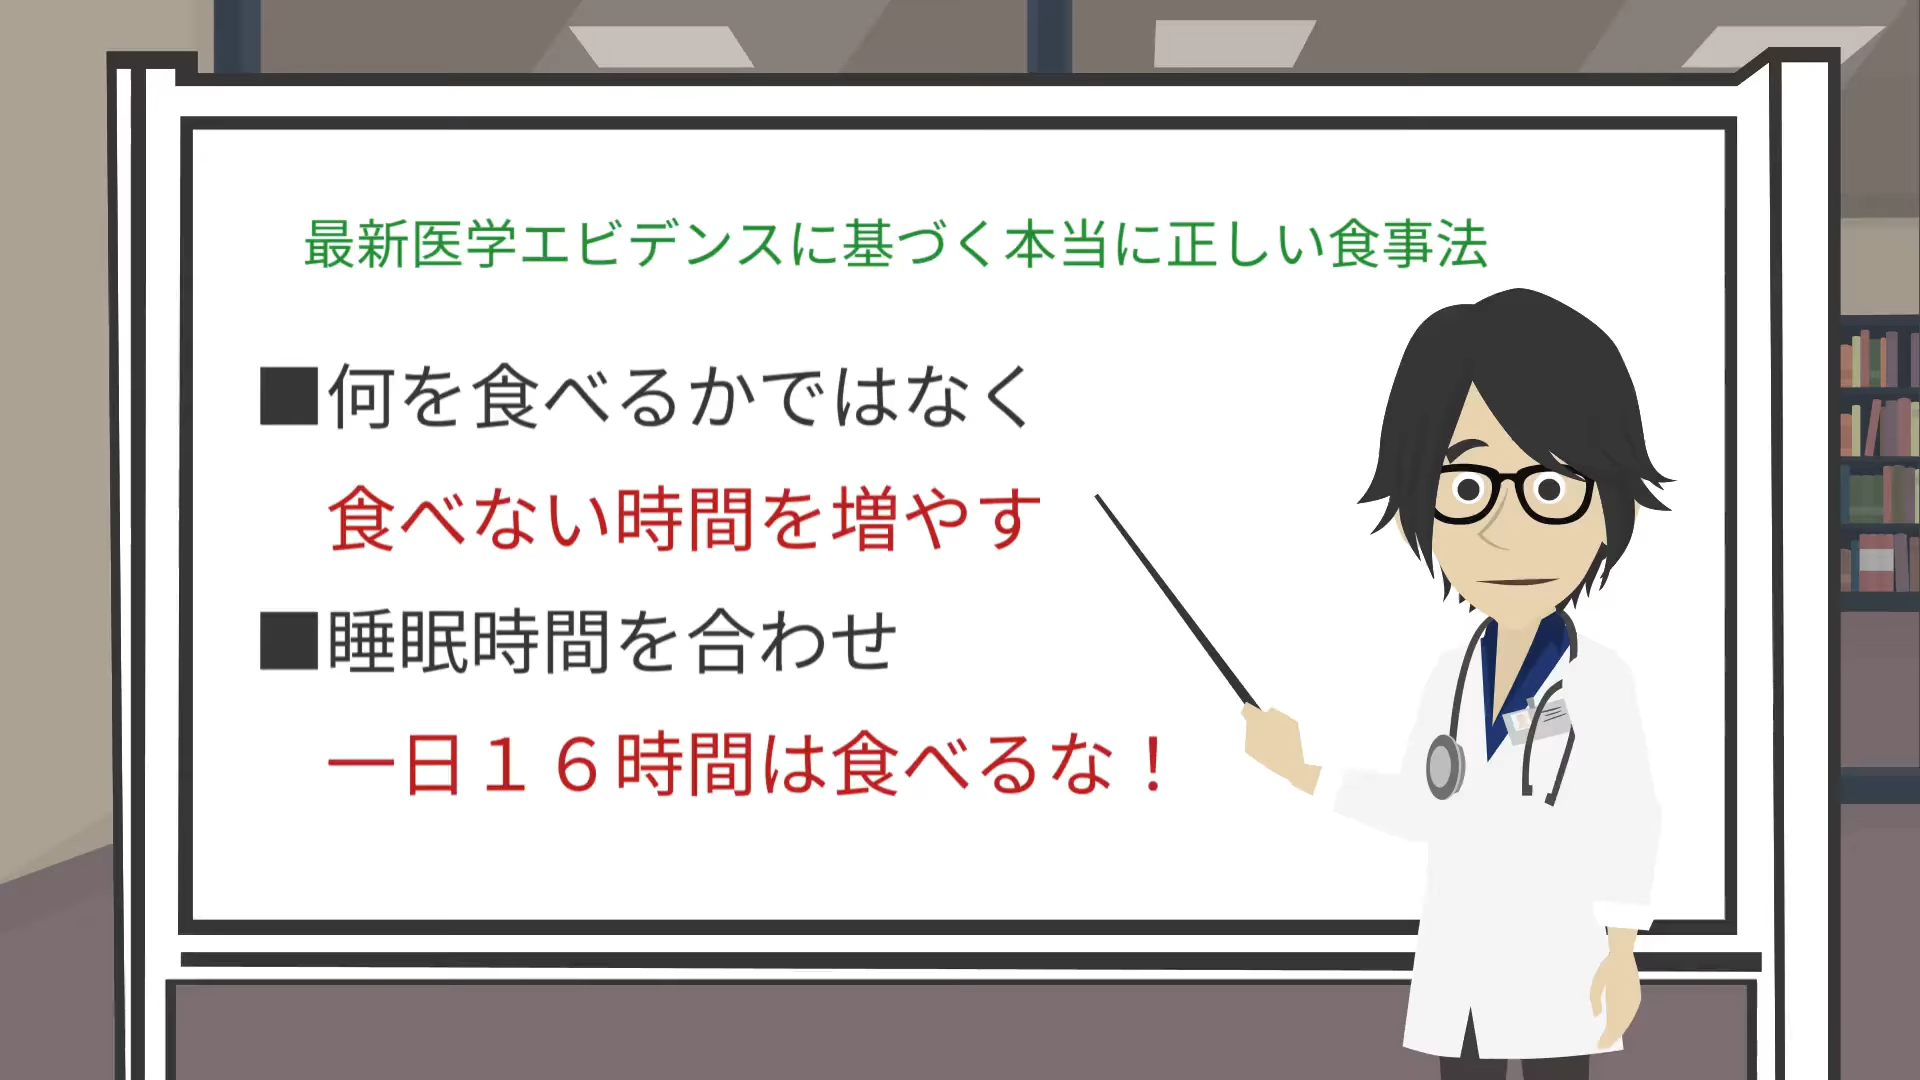 最新医学エビデンスに基づく本当に正しい食事法
■何を食べるかではなく
食べない時間を増やす
■睡眠時間を合わせ
一日１６時間は食べるな！